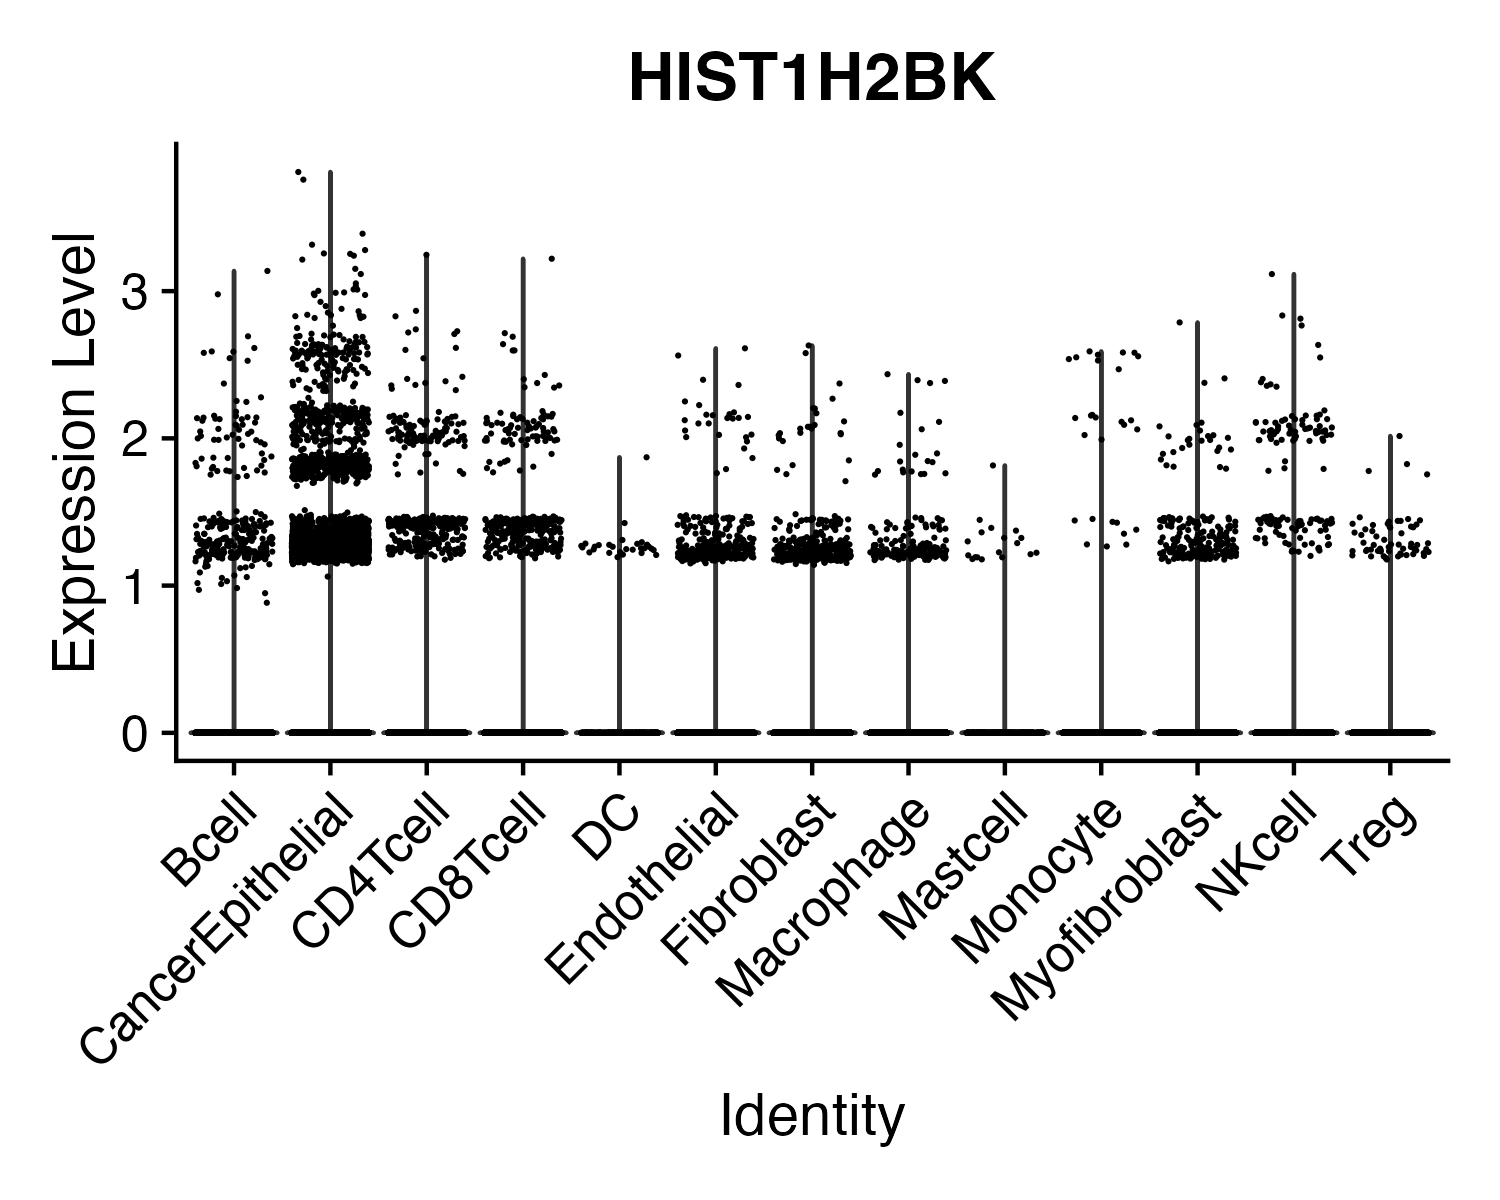 HIST1H2BK
Expression Level
3
2
1
0
Bcell
CancerEpithelial
CD4Tcell
CD8Tcell
DC
Endothelial
Fibroblast
Macrophage
Mastcell
Monocyte
Myofibroblast
NKcell
Treg
Identity